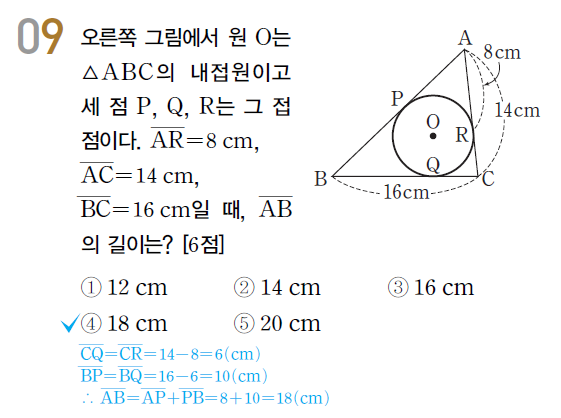 09 오른쪽 그림에서 원 O는
△ABC의 내접원이고
세 점 P, Q, R는 그 접
점이다. AR=8 cm,
AC=14 cm,
BC=16 cm일 때, AB
의 길이는? [6점]
A
8cm
P
14cm
O
R
Q
B
C
16cm
① 12 cm ② 14 cm ③ 16 cm
④ 18 cm ⑤ 20 cm
CQ=CR=14-8=6(cm)
BP=BQ=16-6=10(cm)
∴ AB=AP+PB=8+10=18(cm)